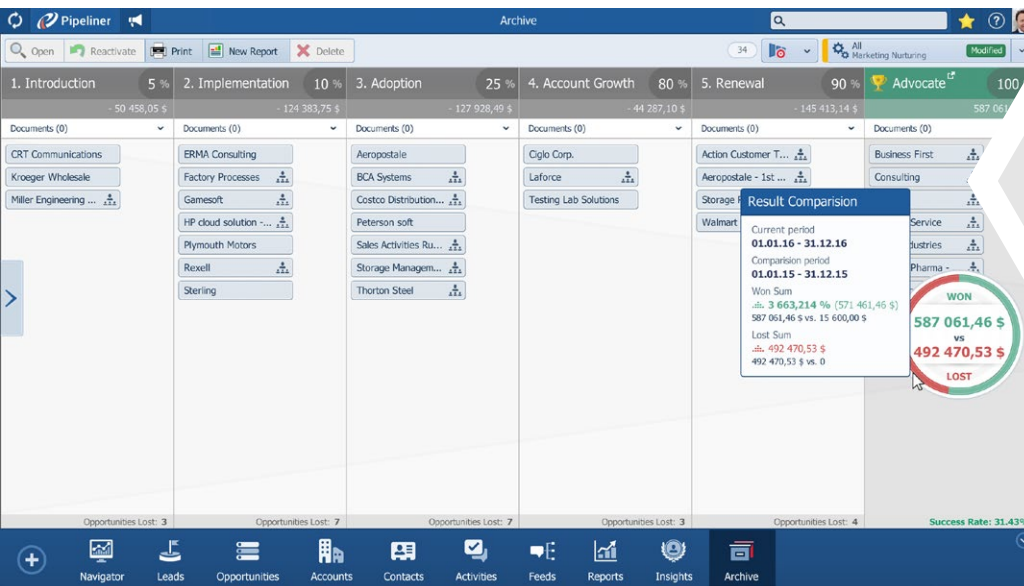 Pipeliner
Archive
Open
Reactivate
Print
New Report
Delete
34
All
Marketing Nurturing
Modified
1. Introduction 5 %
2. Implementation 10 %
3. Adoption 25 %
4. Account Growth 80 %
5. Renewal 90 %
Advocate 100
- 50 458,05 $
- 124 383,75 $
- 127 928,49 $
- 44 287,10 $
- 145 413,14 $
587 061
Documents (0)
Documents (0)
Documents (0)
Documents (0)
Documents (0)
Documents (0)
CRT Communications
Kroeger Wholesale
Miller Engineering ...
ERMA Consulting
Factory Processes
Gamesoft
HP cloud solution -...
Plymouth Motors
Rexell
Sterling
Aeropostale
BCA Systems
Costco Distribution...
Peterson soft
Sales Activities Ru...
Storage Managem...
Thorton Steel
Ciglo Corp.
Laforce
Testing Lab Solutions
Action Customer T...
Aeropostale - 1st ...
Storage
Walmart
Business First
Consulting
Service
Pharma -
Result Comparision
Current period
01.01.16 - 31.12.16
Comparision period
01.01.15 - 31.12.15
Won Sum
3 663,214 % (571 461,46 $)
587 061,46 $ vs. 15 600,00 $
Lost Sum
492 470,53 $
492 470,53 $ vs. 0
WON
587 061,46 $
vs
492 470,53 $
LOST
Opportunities Lost: 3
Opportunities Lost: 7
Opportunities Lost: 7
Opportunities Lost: 3
Opportunities Lost: 4
Success Rate: 31.43%
Navigator
Leads
Opportunities
Accounts
Contacts
Activities
Feeds
Reports
Insights
Archive